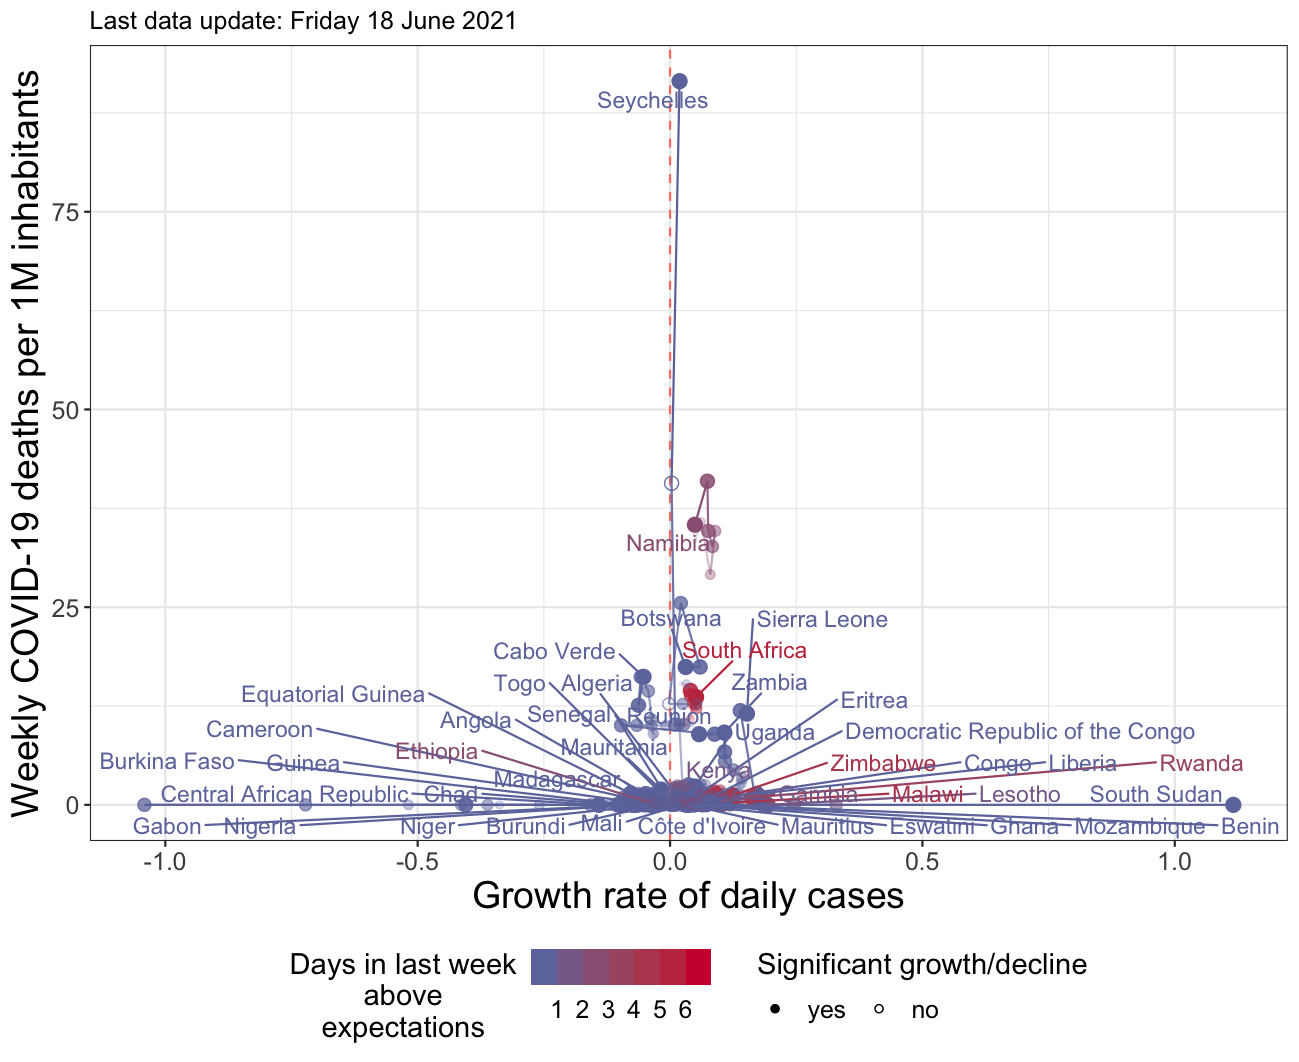 Last data update: Friday 18 June 2021
Weekly COVID-19 deaths per 1M inhabitants
75
50
25
0
Seychelles
Namibia
Botswana
Sierra Leone
Cabo Verde
South Africa
Togo
Algeria
Zambia
Equatorial Guinea
Eritrea
Angola
Senegal
Réunion
Cameroon
Uganda
Democratic Republic of the Congo
Ethiopia
Mauritania
Burkina Faso
Guinea
Kenya
Zimbabwe
Congo
Liberia
Rwanda
Madagascar
Central African Republic
Chad
Gambia
Malawi
Lesotho
South Sudan
Gabon
Nigeria
Niger
Burundi
Mali
Côte d'Ivoire
Mauritius
Eswatini
Ghana
Mozambique
Benin
-1.0
-0.5
0.0
0.5
1.0
Growth rate of daily cases
Days in last week
above
expectations
1 2 3 4 5 6
Significant growth/decline
yes
no